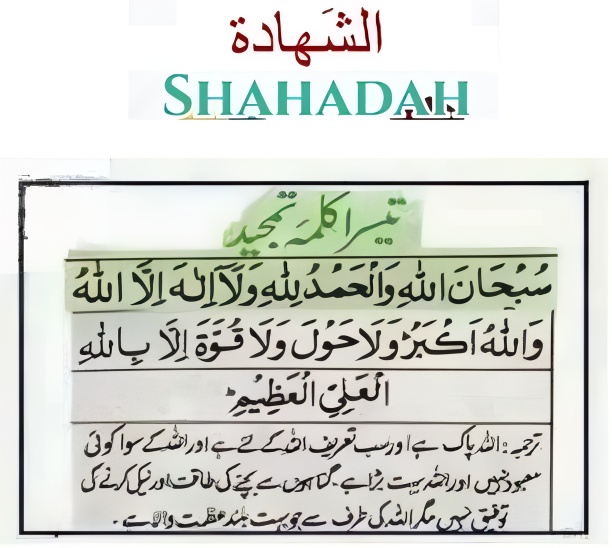 الشَهادة
SHAHADAH
تیسرا کلمہ تمجید
سُبْحَانَ اللهِ وَالْحَمْدُ لِلّٰهِ وَلَآ اِلٰهَ اِلَّا اللهُ
وَاللهُ اَكْبَرُ وَلَا حَوْلَ وَلَا قُوَّةَ اِلَّا بِاللهِ
الْعَلِیِّ الْعَظِیْمِ ؕ
ترجمہ : اللہ پاک ہے اور سب تعریف اللہ کے لئے ہے اور اللہ کے سوا کوئی
معبود نہیں اور اللہ بہت بڑا ہے۔ گناہوں سے بچنے کی طاقت اور نیکی کرنے کی
توفیق نہیں مگر اللہ کی طرف سے جو بہت بلند عظمت والا ہے ۔